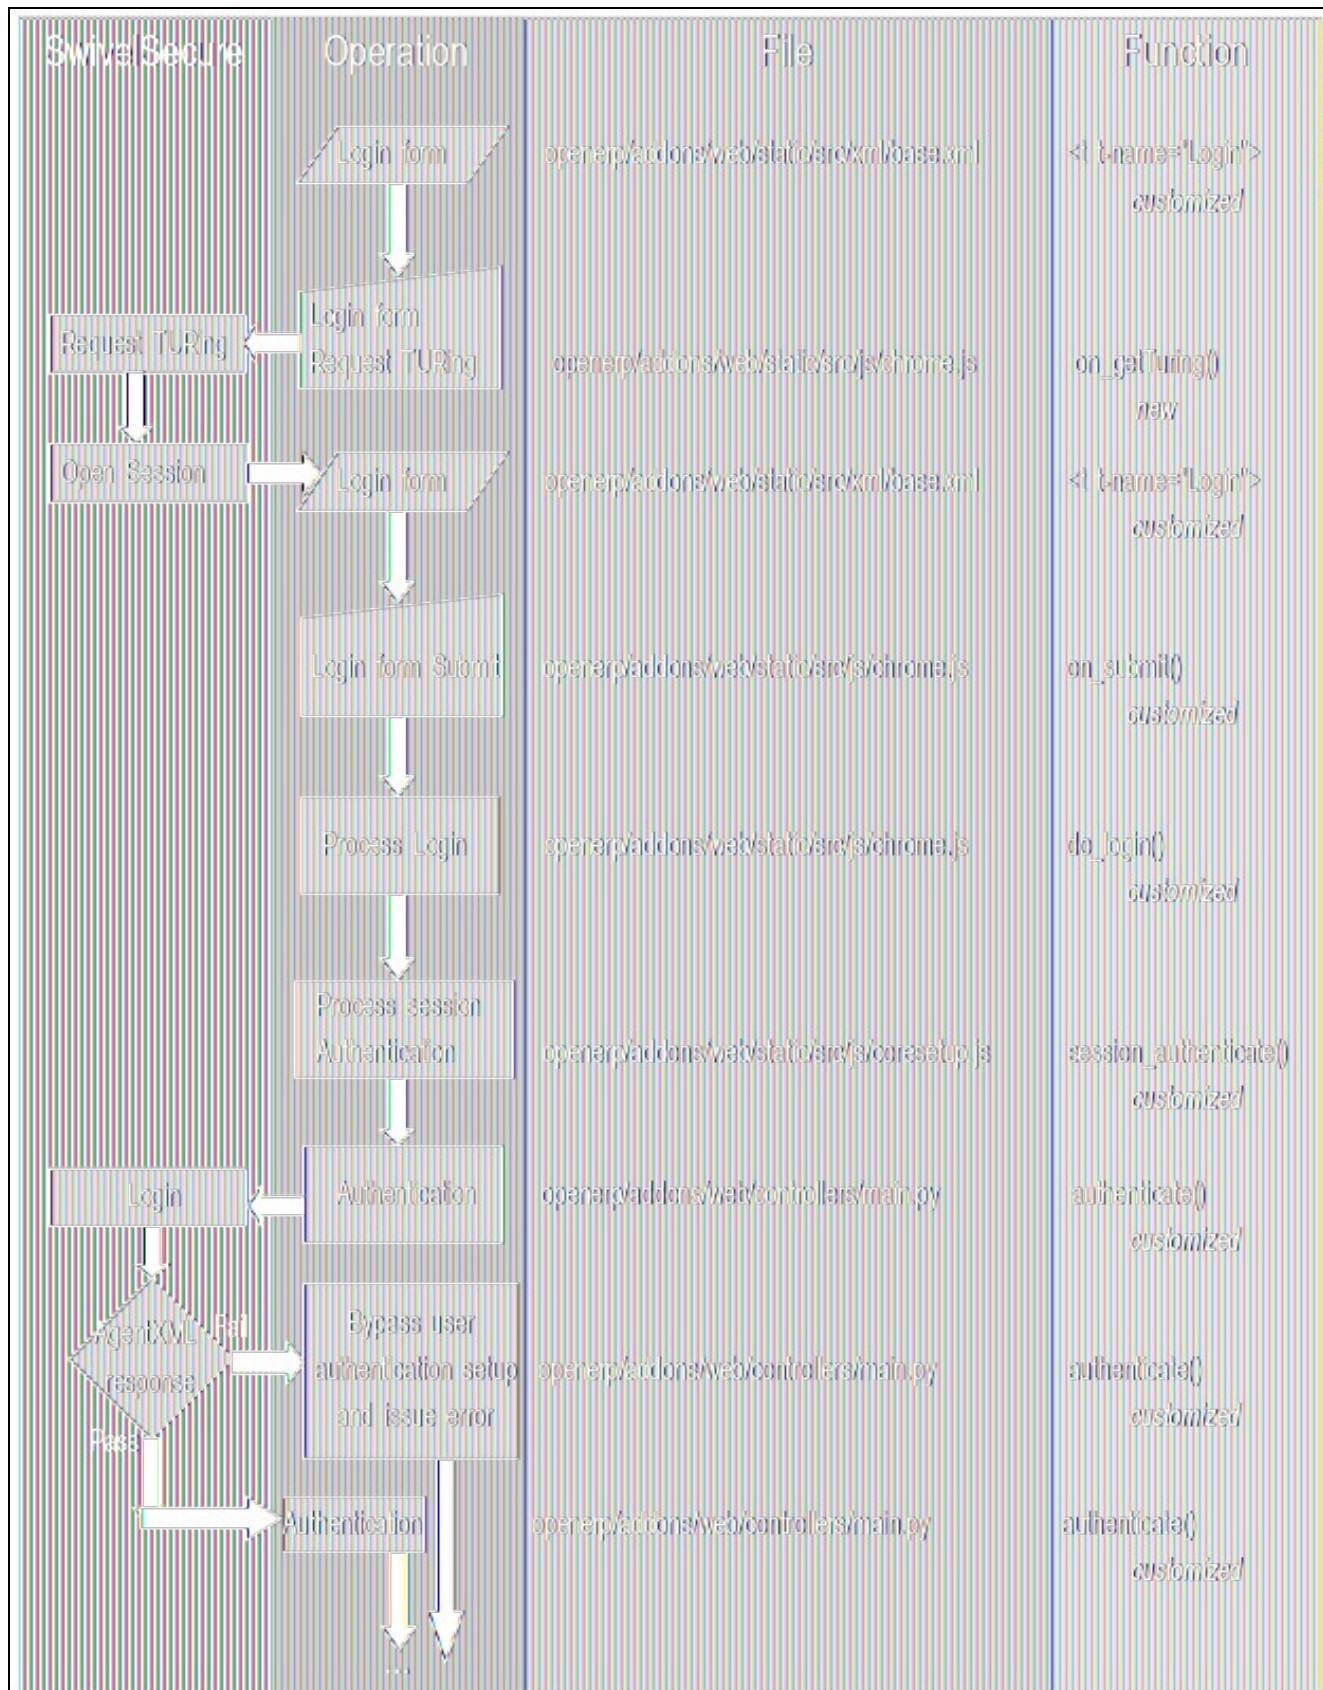 SwivelSecure Operation File Function
Login form openerp/addons/web/static/src/xml/base.xml <t t-name="Login">
customized
Login form
Request TURing
Request TURing openerp/addons/web/static/src/js/chrome.js on_getTuring()
new
Open Session Login form openerp/addons/web/static/src/xml/base.xml <t t-name="Login">
customized
Login form Submit openerp/addons/web/static/src/js/chrome.js on_submit()
customized
Process Login openerp/addons/web/static/src/js/chrome.js do_login()
customized
Process session
Authentication openerp/addons/web/static/src/js/coresetup.js session_authenticate()
customized
Login Authentication openerp/addons/web/controllers/main.py authenticate()
customized
AgentXML
response
Fail
Pass
Bypass user
authentication setup openerp/addons/web/controllers/main.py authenticate()
and issue error customized
Authentication openerp/addons/web/controllers/main.py authenticate()
customized
...